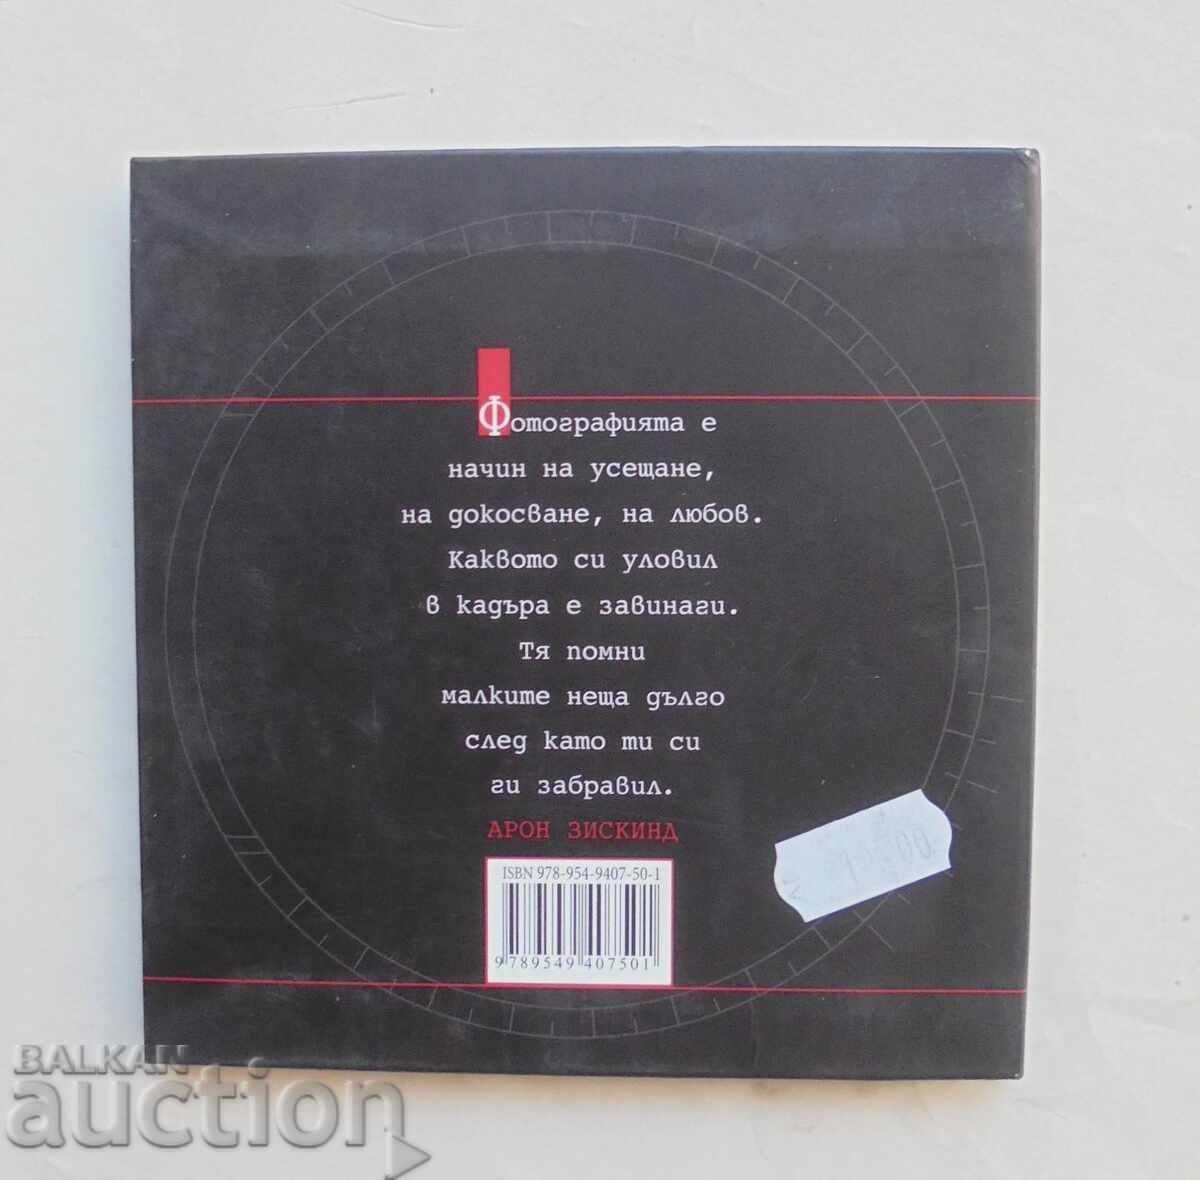 Фотографията е
начин на усещане,
на докосване, на любов.
Каквото си уловил
в кадъра е завинаги.
Тя помни
малките неща дълго
след като ти си
ги забравил.
АРОН ЗИСКИНД
ISBN 978-954-9407-50-1
9 789549 407501
BALKAN
auction